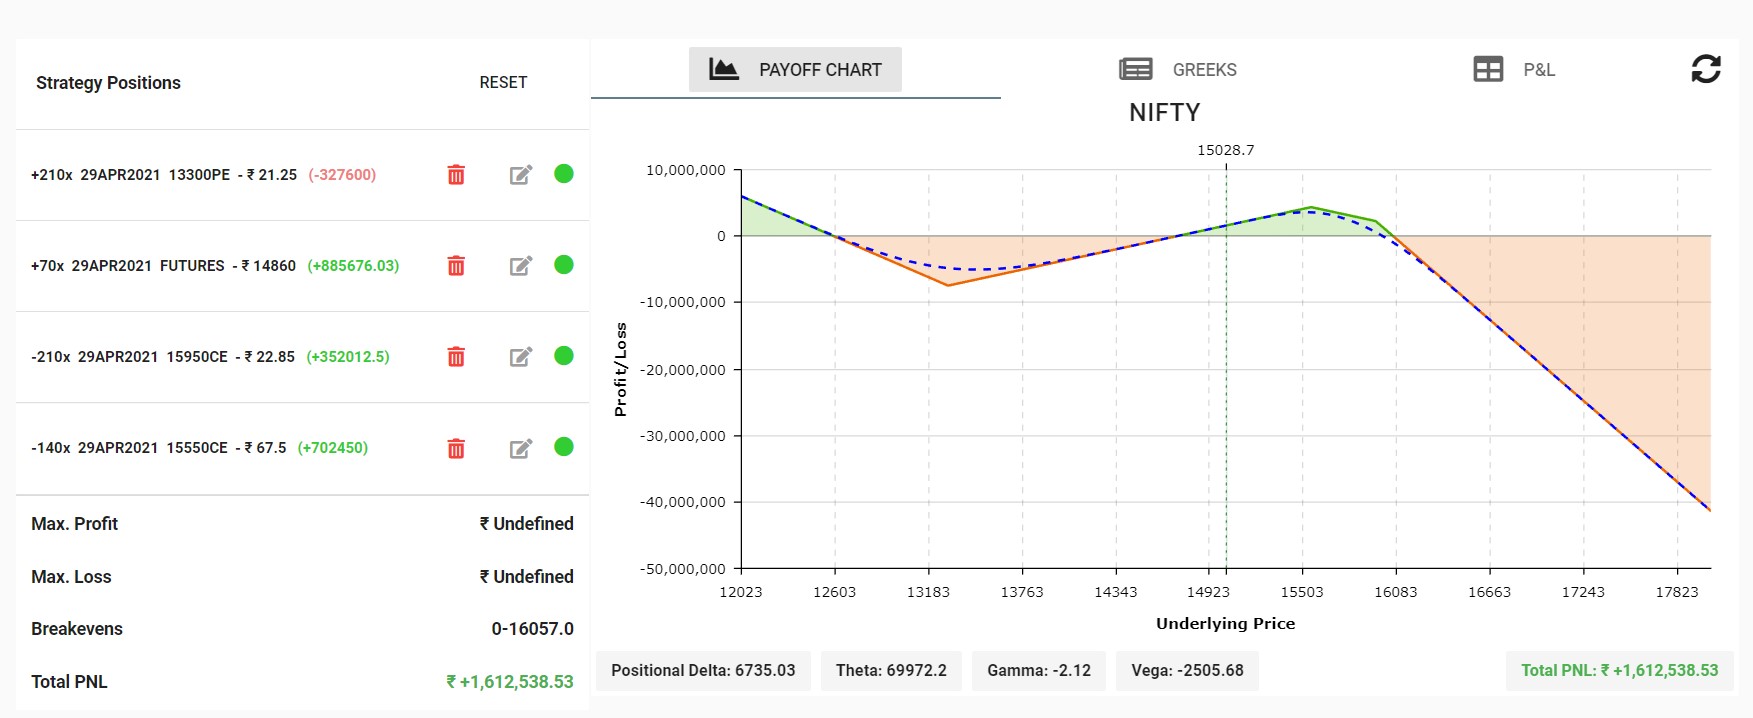 Strategy Positions RESET
+210x 29APR2021 13300PE - ₹ 21.25 (-327600)
+70x 29APR2021 FUTURES - ₹ 14860 (+885676.03)
-210x 29APR2021 15950CE - ₹ 22.85 (+352012.5)
-140x 29APR2021 15550CE - ₹ 67.5 (+702450)
Max. Profit ₹ Undefined
Max. Loss ₹ Undefined
Breakevens 0-16057.0
Total PNL ₹ +1,612,538.53
PAYOFF CHART GREEKS P&L
NIFTY
15028.7
10,000,000
0
-10,000,000
-20,000,000
-30,000,000
-40,000,000
-50,000,000
Profit/Loss
12023 12603 13183 13763 14343 14923 15503 16083 16663 17243 17823
Underlying Price
Positional Delta: 6735.03 Theta: 69972.2 Gamma: -2.12 Vega: -2505.68 Total PNL: ₹ +1,612,538.53